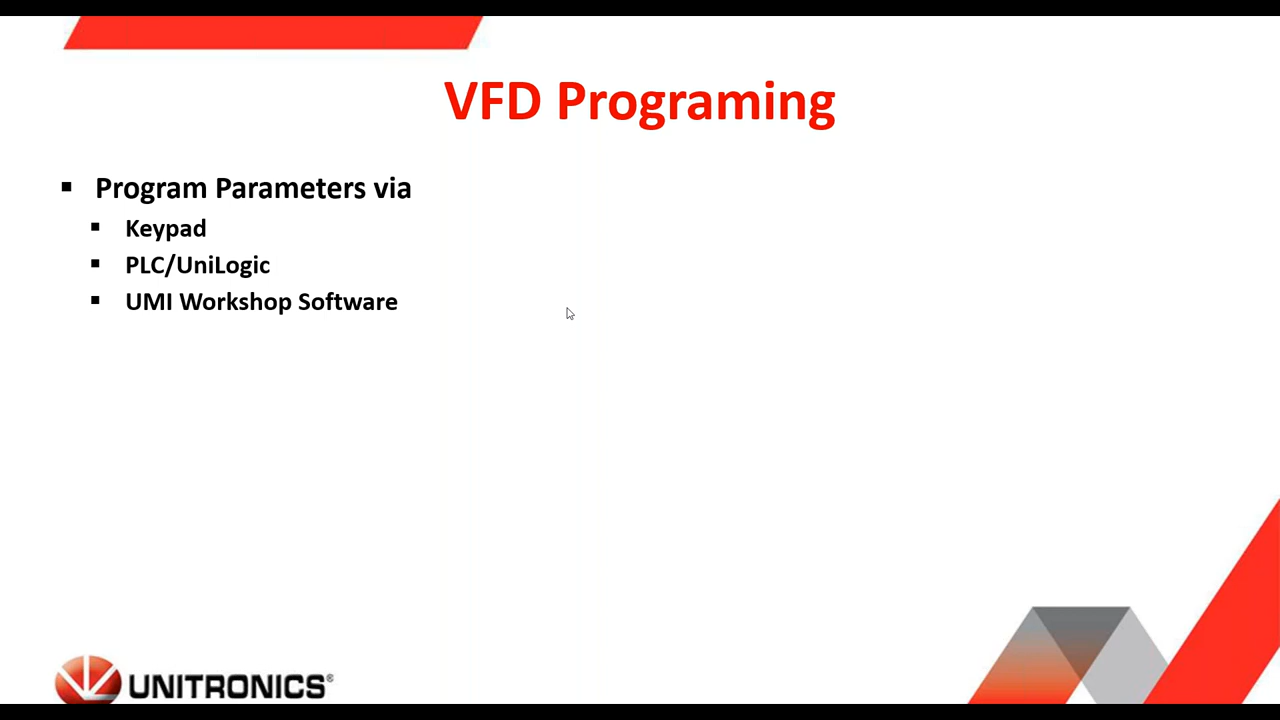 VFD Programing
▪ Program Parameters via
▪ Keypad
▪ PLC/UniLogic
▪ UMI Workshop Software
UNITRONICS®